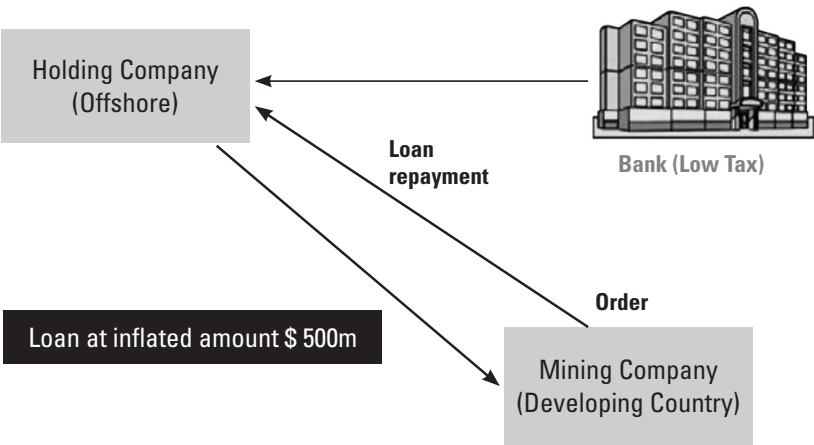 Holding Company
(Offshore)
Bank (Low Tax)
Loan
repayment
Order
Loan at inflated amount $ 500m
Mining Company
(Developing Country)